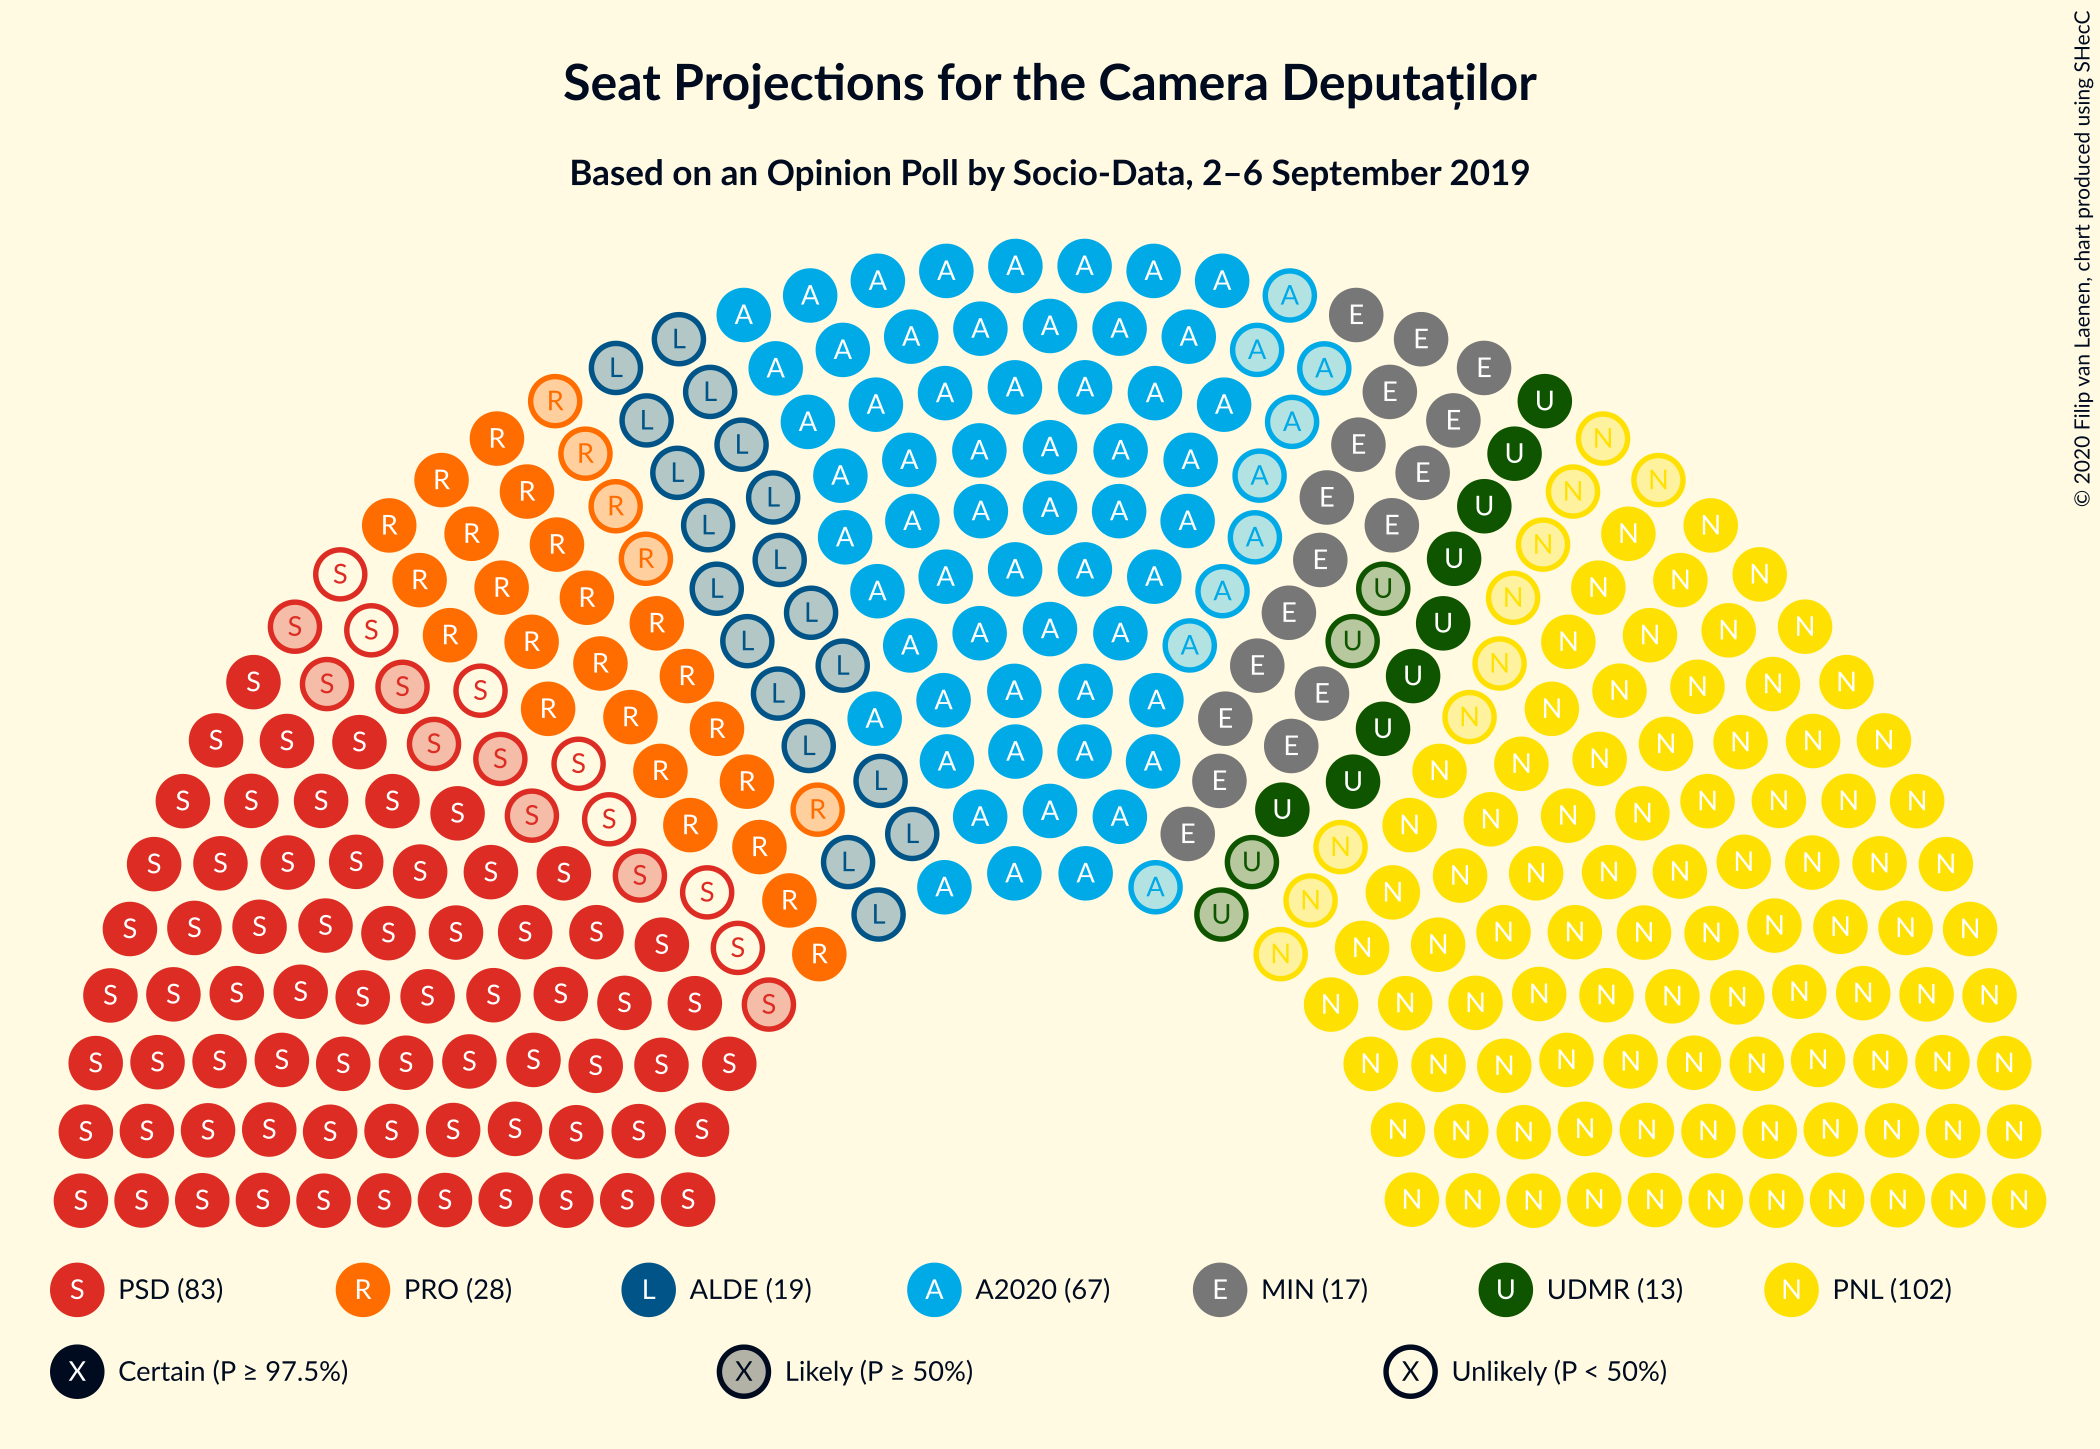 Seat Projections for the Camera Deputaților
Based on an Opinion Poll by Socio-Data, 2–6 September 2019
© 2020 Filip van Laenen, chart produced using SHecC
S PSD (83) R PRO (28) L ALDE (19) A A2020 (67) E MIN (17) U UDMR (13) N PNL (102)
X Certain (P ≥ 97.5%) X Likely (P ≥ 50%) X Unlikely (P < 50%)